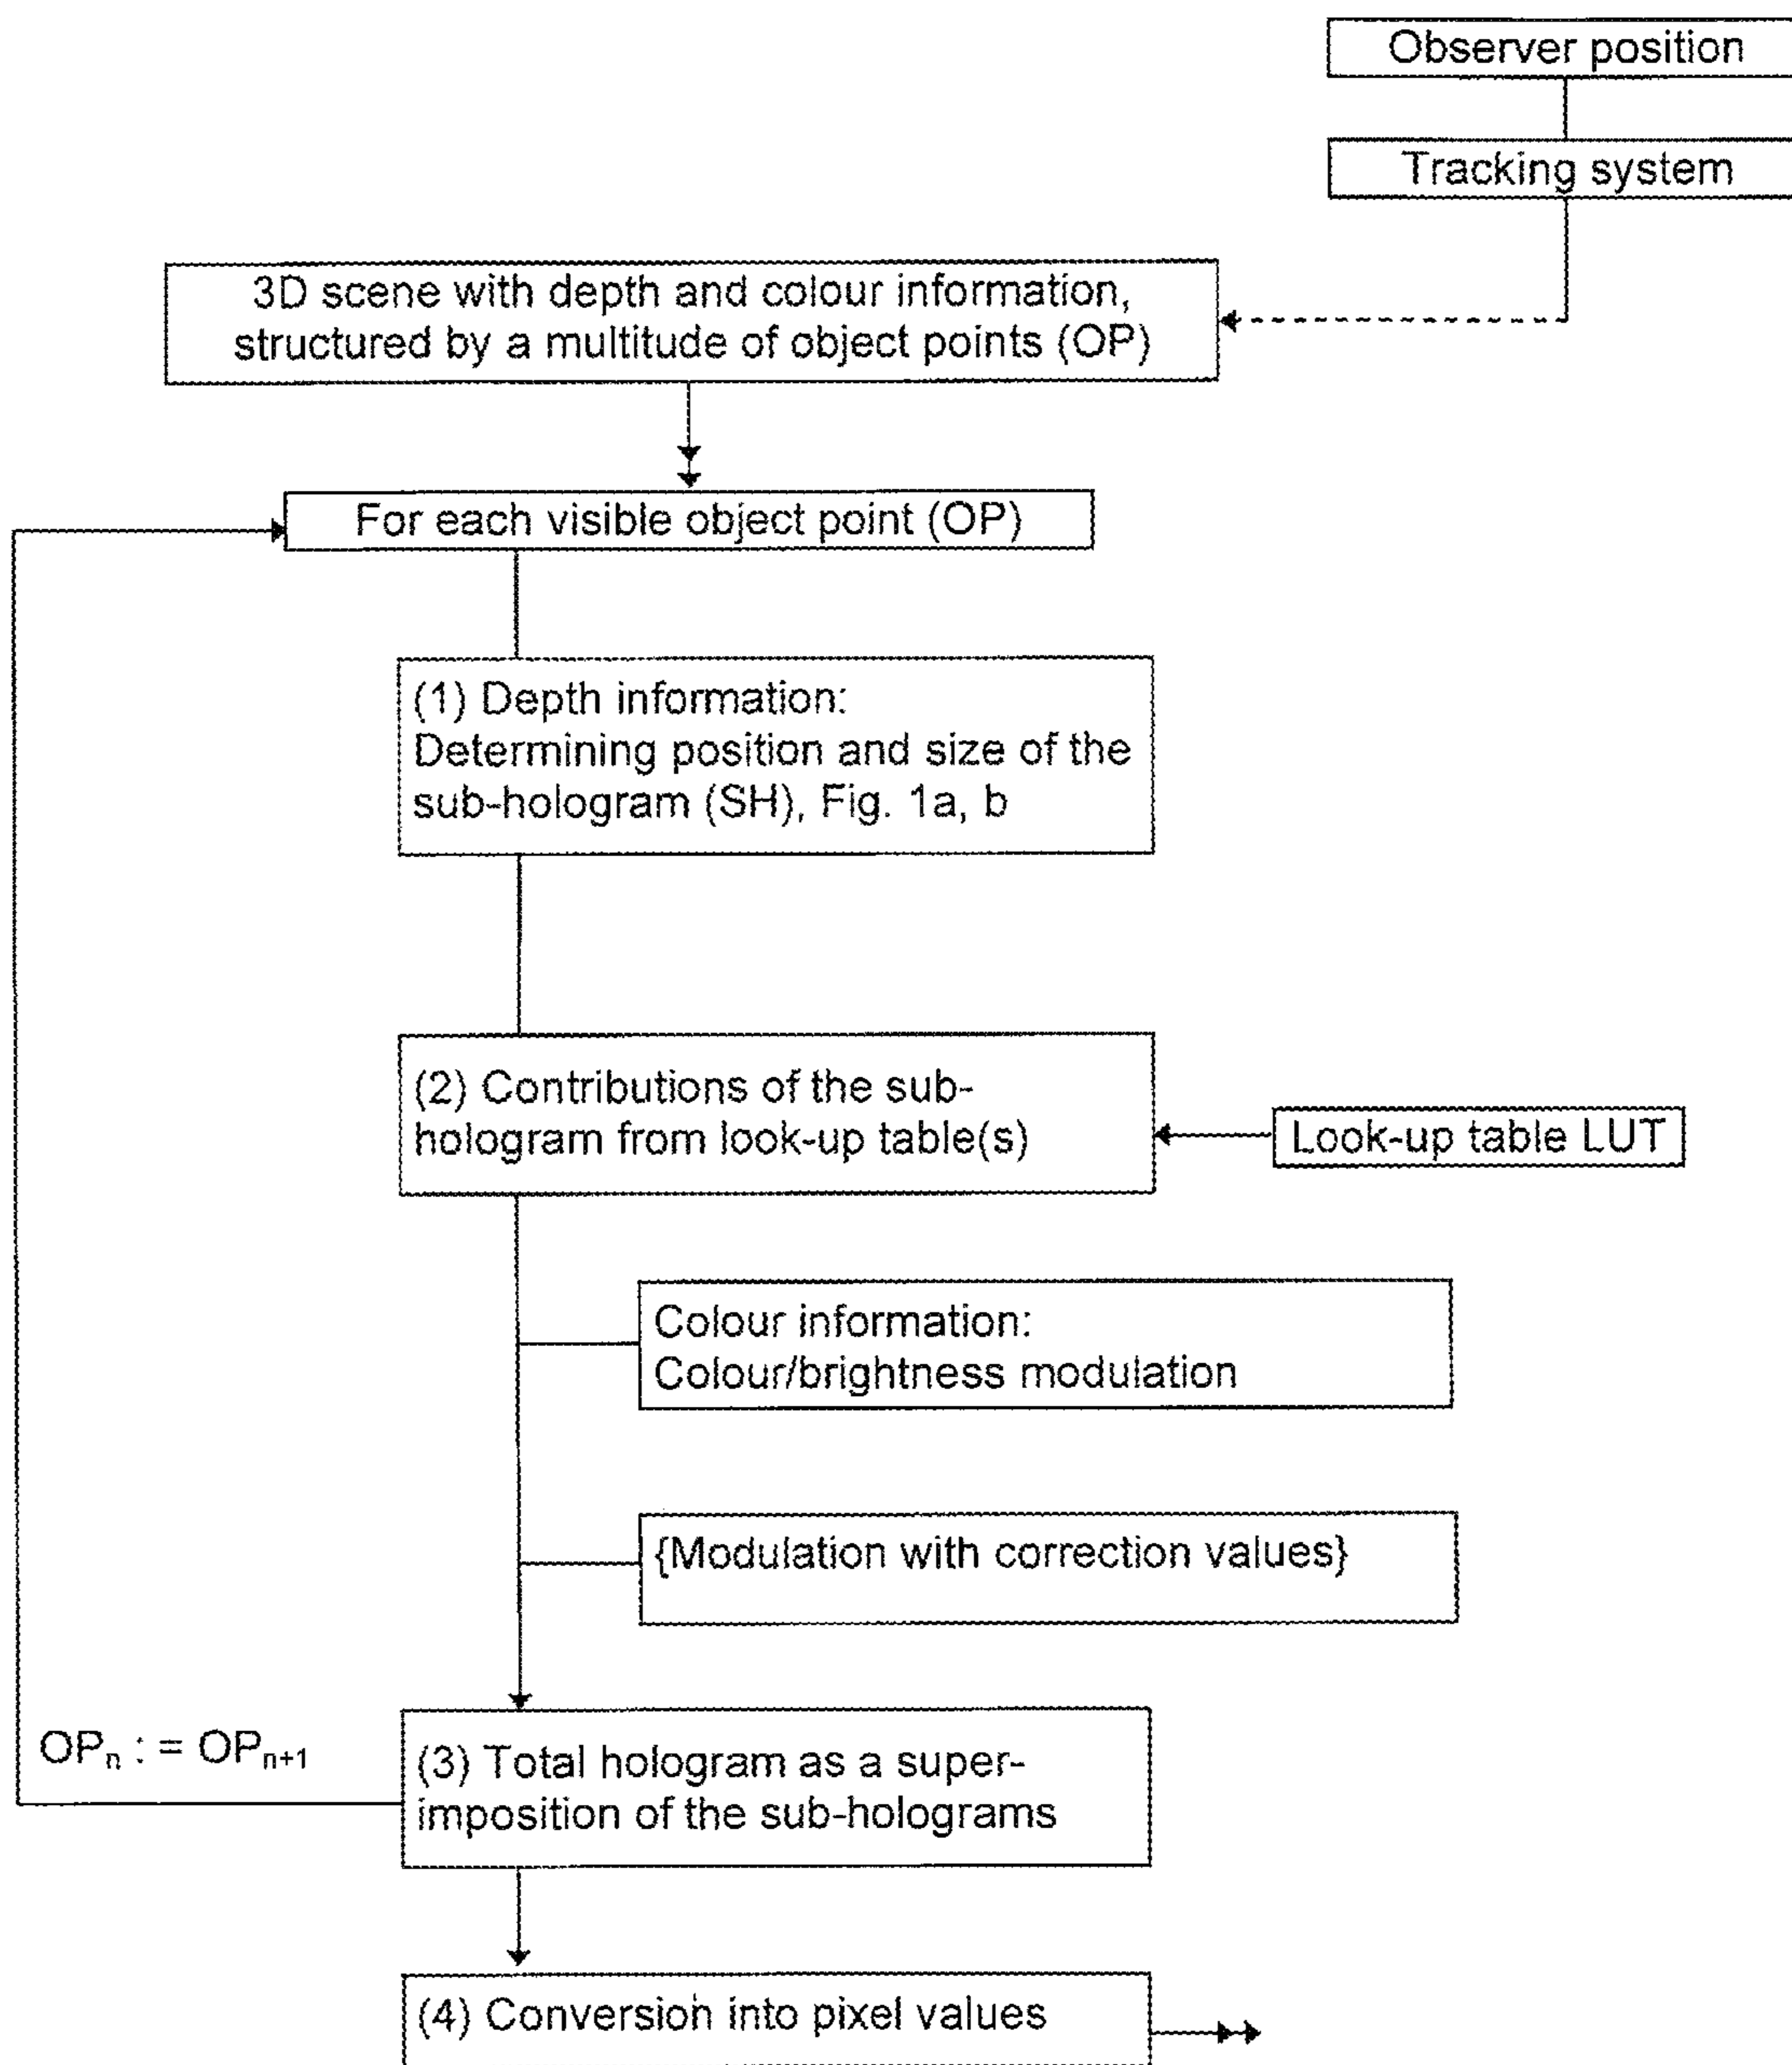 Observer position
Tracking system
3D scene with depth and colour information,
structured by a multitude of object points (OP)
For each visible object point (OP)
(1) Depth information:
Determining position and size of the
sub-hologram (SH), Fig. 1a, b
(2) Contributions of the sub-
hologram from look-up table(s)
Look-up table LUT
Colour information:
Colour/brightness modulation
{Modulation with correction values}
OPn : = OPn+1
(3) Total hologram as a super-
imposition of the sub-holograms
(4) Conversion into pixel values